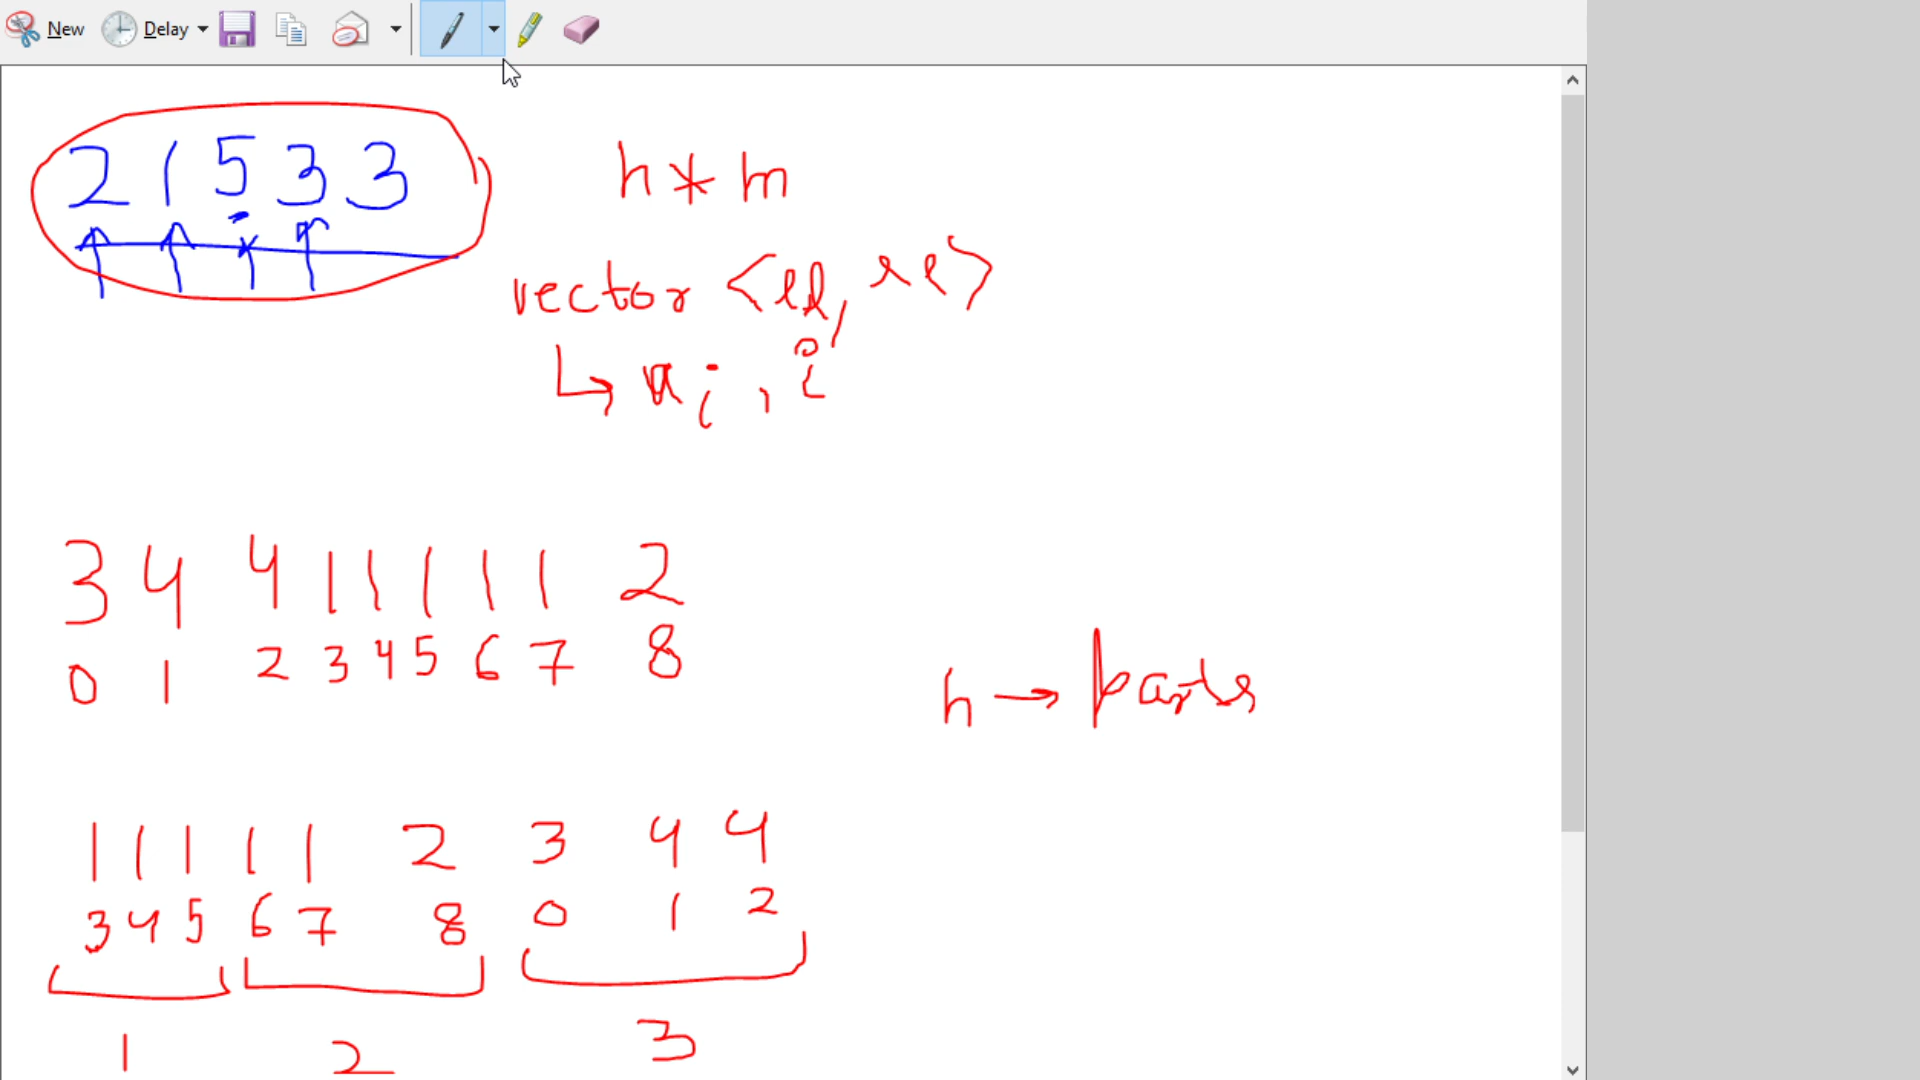 New Delay
2 1 5 3 3
n * m
vector <ll, ll>
a i , i
3 4 4 1 1 1 1 1 2
0 1 2 3 4 5 6 7 8
n → parts
1 1 1 1 1 2 3 4 4
3 4 5 6 7 8 0 1 2
1 2 3